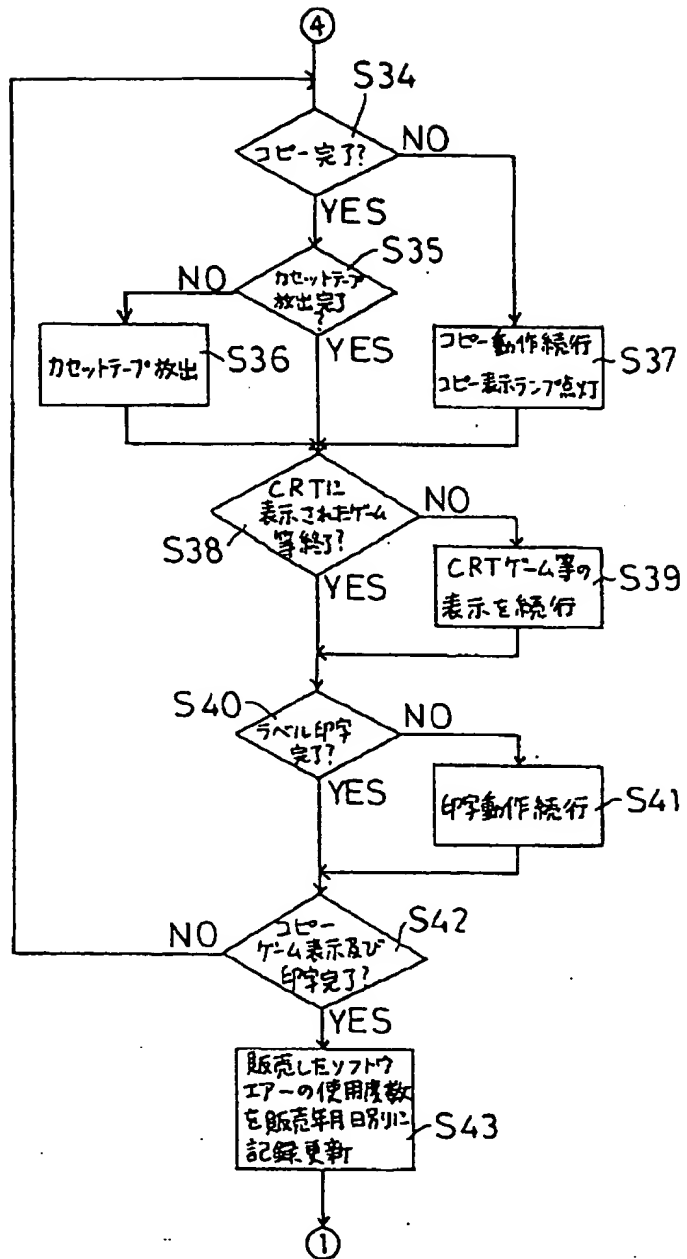 ④
S34
コピー完了?
NO
YES
S35
NO
カセットテープ
放出完了
?
YES
カセットテープ放出
S36
コピー動作続行
コピー表示ランプ点灯
S37
CRTに
表示されたゲーム
等終了?
NO
S38
YES
CRTゲーム等の
表示を続行
S39
S40
ラベル印字
完了?
NO
YES
印字動作続行
S41
コピー
ゲーム表示及び
印字完了?
S42
NO
YES
販売したソフトウ
エアーの使用度数
を販売年月日別に
記録更新
S43
①